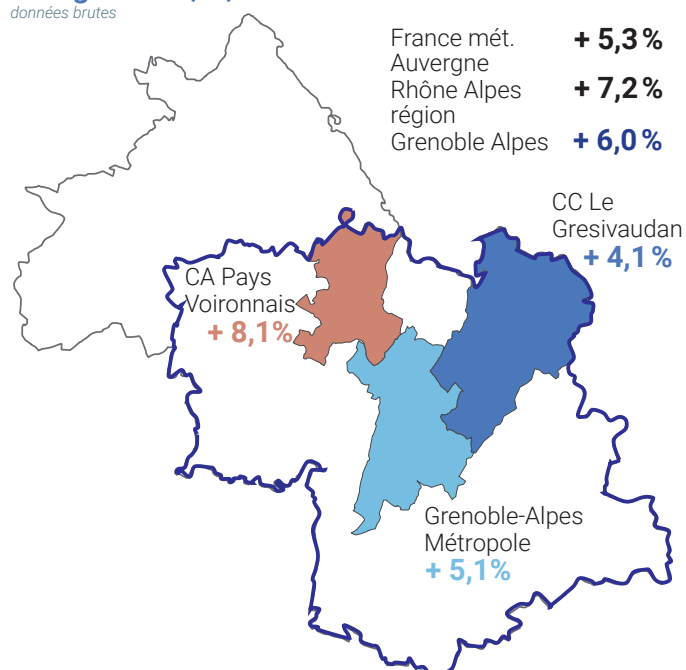 données brutes
France mét. + 5,3 %
Auvergne
Rhône Alpes + 7,2 %
région
Grenoble Alpes + 6,0 %
CC Le
Gresivaudan
+ 4,1%
CA Pays
Voironnais
+ 8,1%
Grenoble-Alpes
Métropole
+ 5,1%